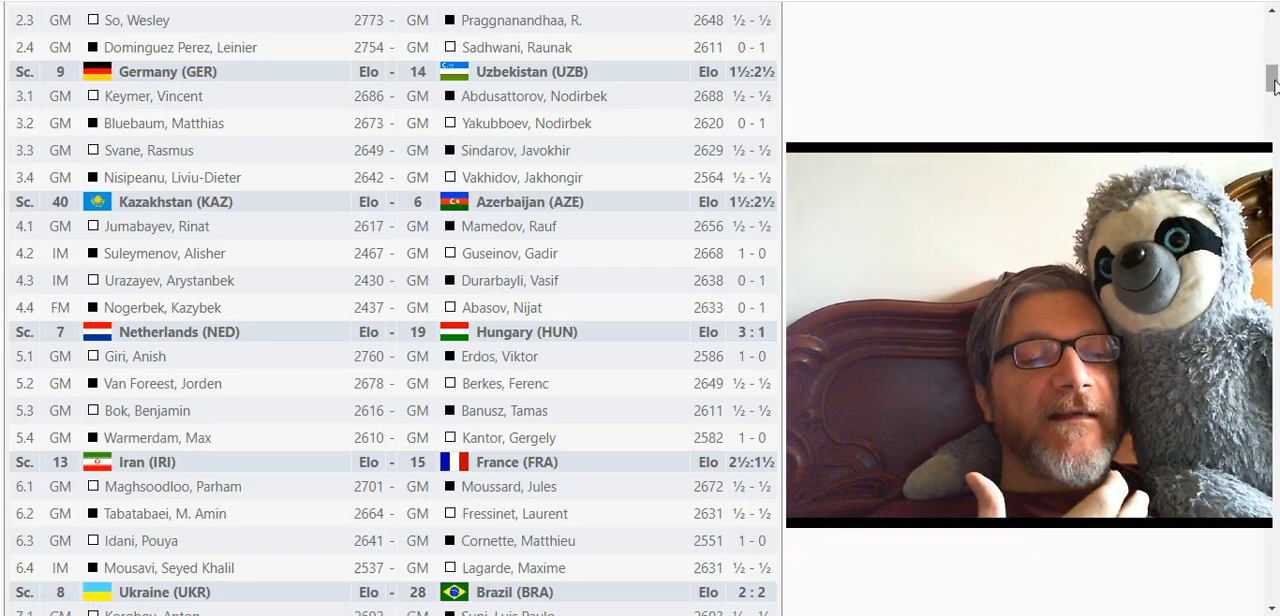 2.3 GM So, Wesley 2773 - GM Praggnanandhaa, R. 2648 ½ - ½
2.4 GM Dominguez Perez, Leinier 2754 - GM Sadhwani, Raunak 2611 0 - 1
Sc. 9 Germany (GER) Elo - 14 Uzbekistan (UZB) Elo 1½:2½
3.1 GM Keymer, Vincent 2686 - GM Abdusattorov, Nodirbek 2688 ½ - ½
3.2 GM Bluebaum, Matthias 2673 - GM Yakubboev, Nodirbek 2620 0 - 1
3.3 GM Svane, Rasmus 2649 - GM Sindarov, Javokhir 2629 ½ - ½
3.4 GM Nisipeanu, Liviu-Dieter 2642 - GM Vakhidov, Jakhongir 2564 ½ - ½
Sc. 40 Kazakhstan (KAZ) Elo - 6 Azerbaijan (AZE) Elo 1½:2½
4.1 GM Jumabayev, Rinat 2617 - GM Mamedov, Rauf 2656 ½ - ½
4.2 IM Suleymenov, Alisher 2467 - GM Guseinov, Gadir 2668 1 - 0
4.3 IM Urazayev, Arystanbek 2430 - GM Durarbayli, Vasif 2638 0 - 1
4.4 FM Nogerbek, Kazybek 2437 - GM Abasov, Nijat 2633 0 - 1
Sc. 7 Netherlands (NED) Elo - 19 Hungary (HUN) Elo 3 : 1
5.1 GM Giri, Anish 2760 - GM Erdos, Viktor 2586 1 - 0
5.2 GM Van Foreest, Jorden 2678 - GM Berkes, Ferenc 2649 ½ - ½
5.3 GM Bok, Benjamin 2616 - GM Banusz, Tamas 2611 ½ - ½
5.4 GM Warmerdam, Max 2610 - GM Kantor, Gergely 2582 1 - 0
Sc. 13 Iran (IRI) Elo - 15 France (FRA) Elo 2½:1½
6.1 GM Maghsoodloo, Parham 2701 - GM Moussard, Jules 2672 ½ - ½
6.2 GM Tabatabaei, M. Amin 2664 - GM Fressinet, Laurent 2631 ½ - ½
6.3 GM Idani, Pouya 2641 - GM Cornette, Matthieu 2551 1 - 0
6.4 IM Mousavi, Seyed Khalil 2537 - GM Lagarde, Maxime 2631 ½ - ½
Sc. 8 Ukraine (UKR) Elo - 28 Brazil (BRA) Elo 2 : 2